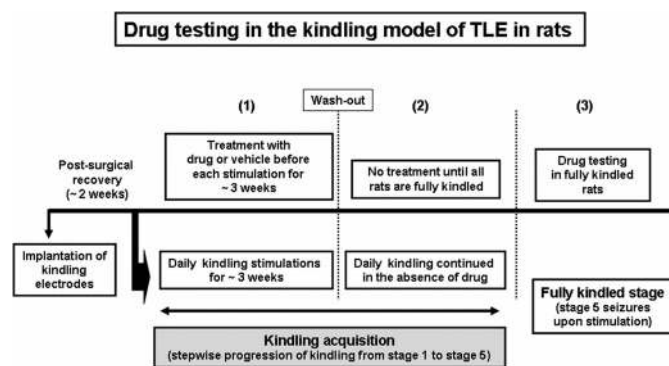 Drug testing in the kindling model of TLE in rats
(1)
Wash-out
(2)
(3)
Post-surgical
recovery
(~ 2 weeks)
Treatment with
drug or vehicle before
each stimulation for
~ 3 weeks
No treatment until all
rats are fully kindled
Drug testing
in fully kindled
rats
Implantation of
kindling
electrodes
Daily kindling stimulations
for ~ 3 weeks
Daily kindling continued
in the absence of drug
Fully kindled stage
(stage 5 seizures
upon stimulation)
Kindling acquisition
(stepwise progression of kindling from stage 1 to stage 5)